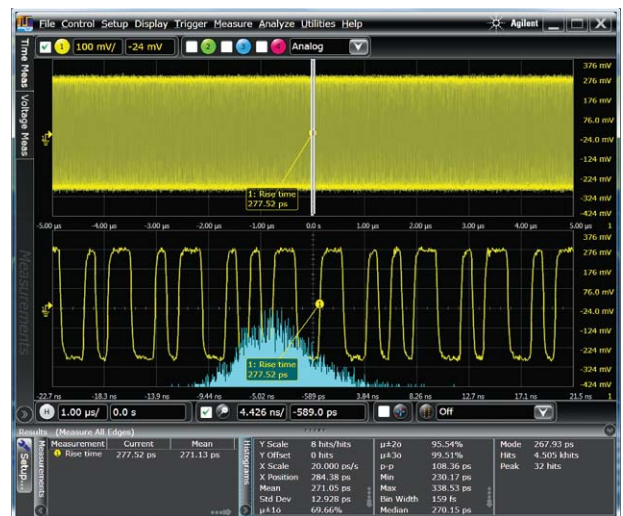 File Control Setup Display Trigger Measure Analyze Utilities Help Agilent
1 100 mV/ -24 mV 2 3 4 Analog
Time Meas
Voltage Meas
Measurements
376 mV
276 mV
176 mV
76.0 mV
-24.0 mV
-124 mV
-224 mV
-324 mV
-424 mV
1: Rise time
277.52 ps
-5.00 µs -4.00 µs -3.00 µs -2.00 µs -1.00 µs 0.0 s 1.00 µs 2.00 µs 3.00 µs 4.00 µs 5.00 µs 1
376 mV
276 mV
176 mV
76.0 mV
-24.0 mV
-124 mV
-224 mV
-324 mV
-424 mV
1
1: Rise time
277.52 ps
-22.7 ns -18.3 ns -13.9 ns -9.44 ns -5.02 ns -589 ps 3.84 ns 8.26 ns 12.7 ns 17.1 ns 21.5 ns 1
H 1.00 µs/ 0.0 s 4.426 ns/ -589.0 ps Off
Results (Measure All Edges)
Setup...
Measurements
Measurement Current Mean
1 Rise time 277.52 ps 271.13 ps
Histograms
Y Scale 8 hits/hits µ±2σ 95.54% Mode 267.93 ps
Y Offset 0 hits µ±3σ 99.51% Hits 4.505 khits
X Scale 20.000 ps/s p-p 108.36 ps Peak 32 hits
X Position 284.38 ps Min 230.17 ps
Mean 271.05 ps Max 338.53 ps
Std Dev 12.928 ps Bin Width 159 fs
µ±1σ 69.66% Median 270.15 ps